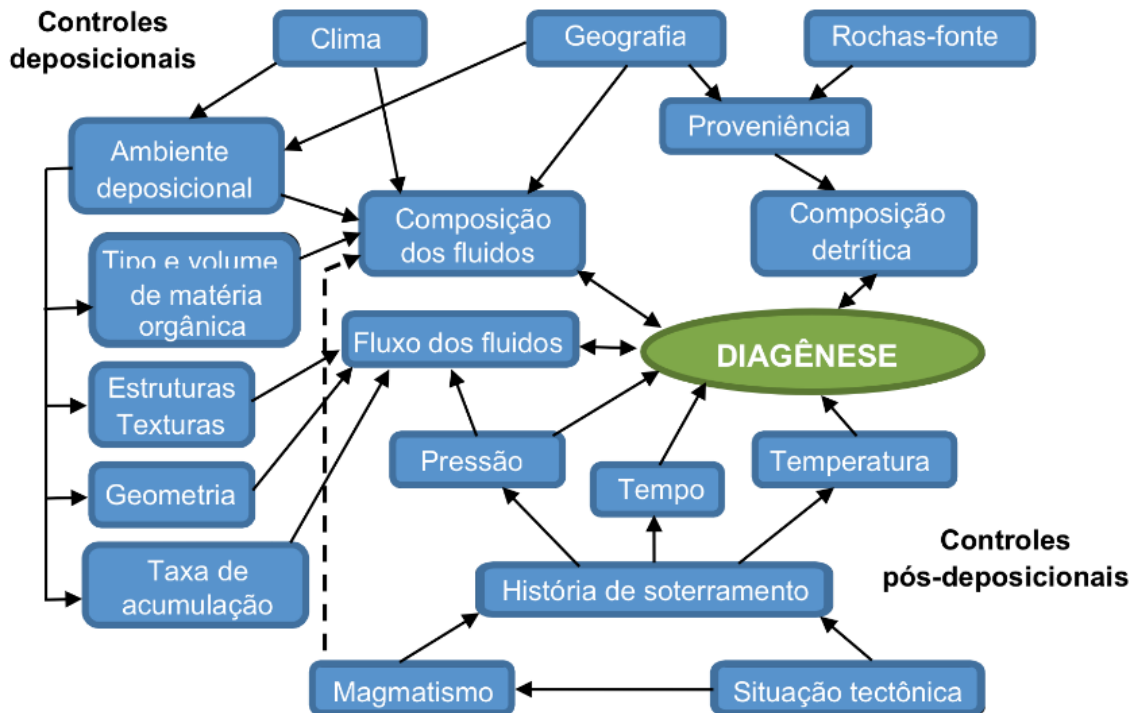 Controles
deposicionais
Clima
Geografia
Rochas-fonte
Ambiente
deposicional
Proveniência
Composição
dos fluidos
Composição
detrítica
Tipo e volume
de matéria
orgânica
Fluxo dos fluidos
DIAGÊNESE
Estruturas
Texturas
Pressão
Tempo
Temperatura
Geometria
Taxa de
acumulação
História de soterramento
Controles
pós-deposicionais
Magmatismo
Situação tectônica